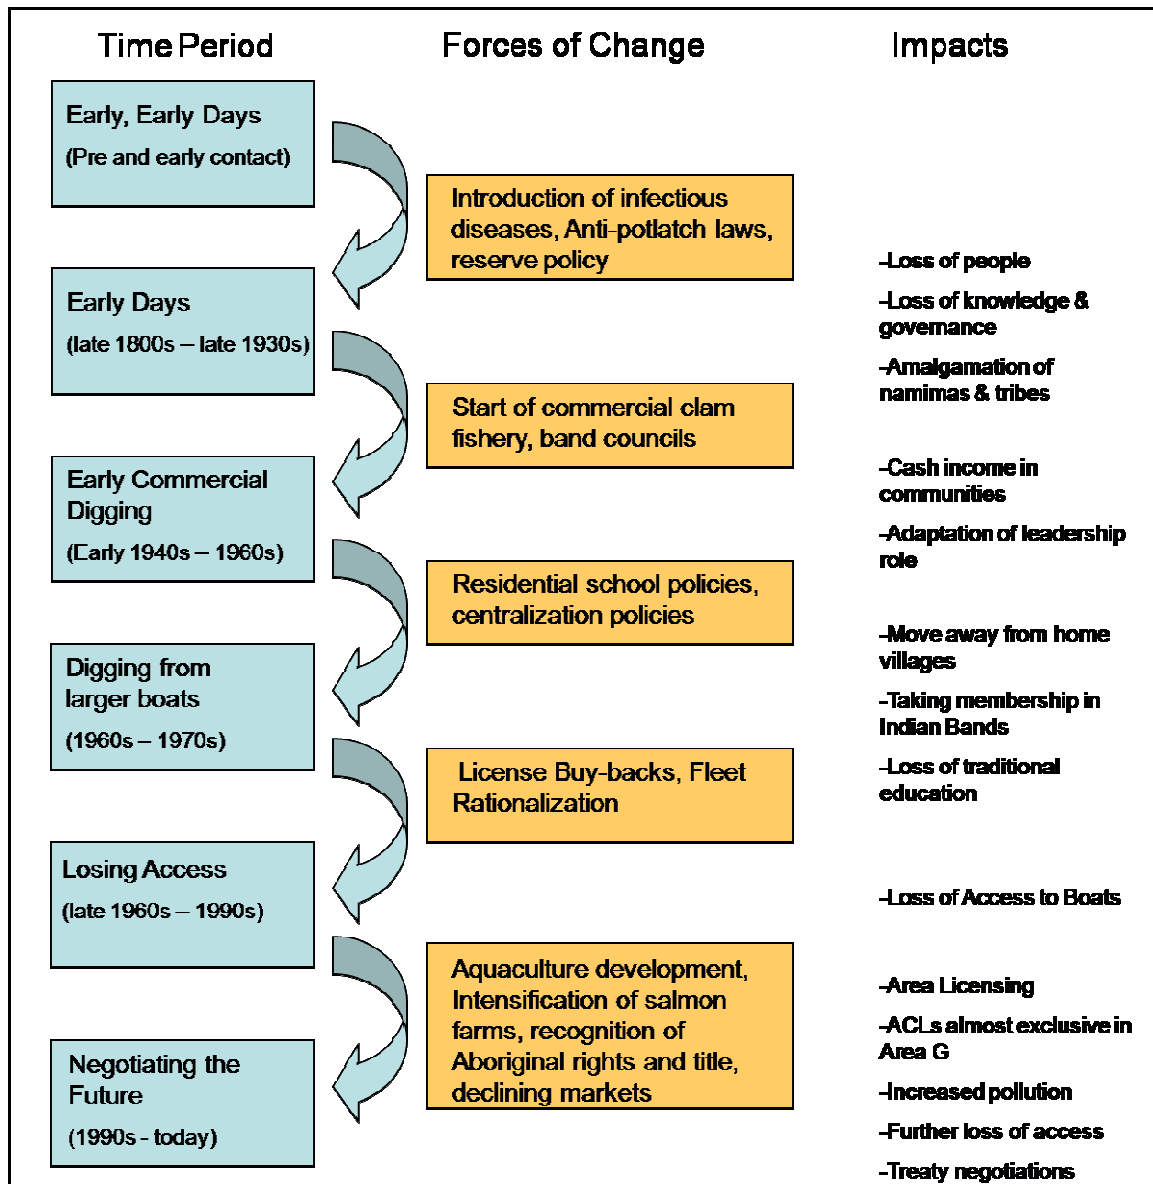 Time Period
Forces of Change
Impacts
Early, Early Days
(Pre and early contact)
Introduction of infectious
diseases, Anti-potlatch laws,
reserve policy
-Loss of people
-Loss of knowledge &
governance
-Amalgamation of
namimas & tribes
Early Days
(late 1800s – late 1930s)
Start of commercial clam
fishery, band councils
-Cash income in
communities
-Adaptation of leadership
role
Early Commercial
Digging
(Early 1940s – 1960s)
Residential school policies,
centralization policies
-Move away from home
villages
-Taking membership in
Indian Bands
-Loss of traditional
education
Digging from
larger boats
(1960s – 1970s)
License Buy-backs, Fleet
Rationalization
-Loss of Access to Boats
Losing Access
(late 1960s – 1990s)
Aquaculture development,
Intensification of salmon
farms, recognition of
Aboriginal rights and title,
declining markets
-Area Licensing
-ACLs almost exclusive in
Area G
-Increased pollution
-Further loss of access
-Treaty negotiations
Negotiating the
Future
(1990s - today)